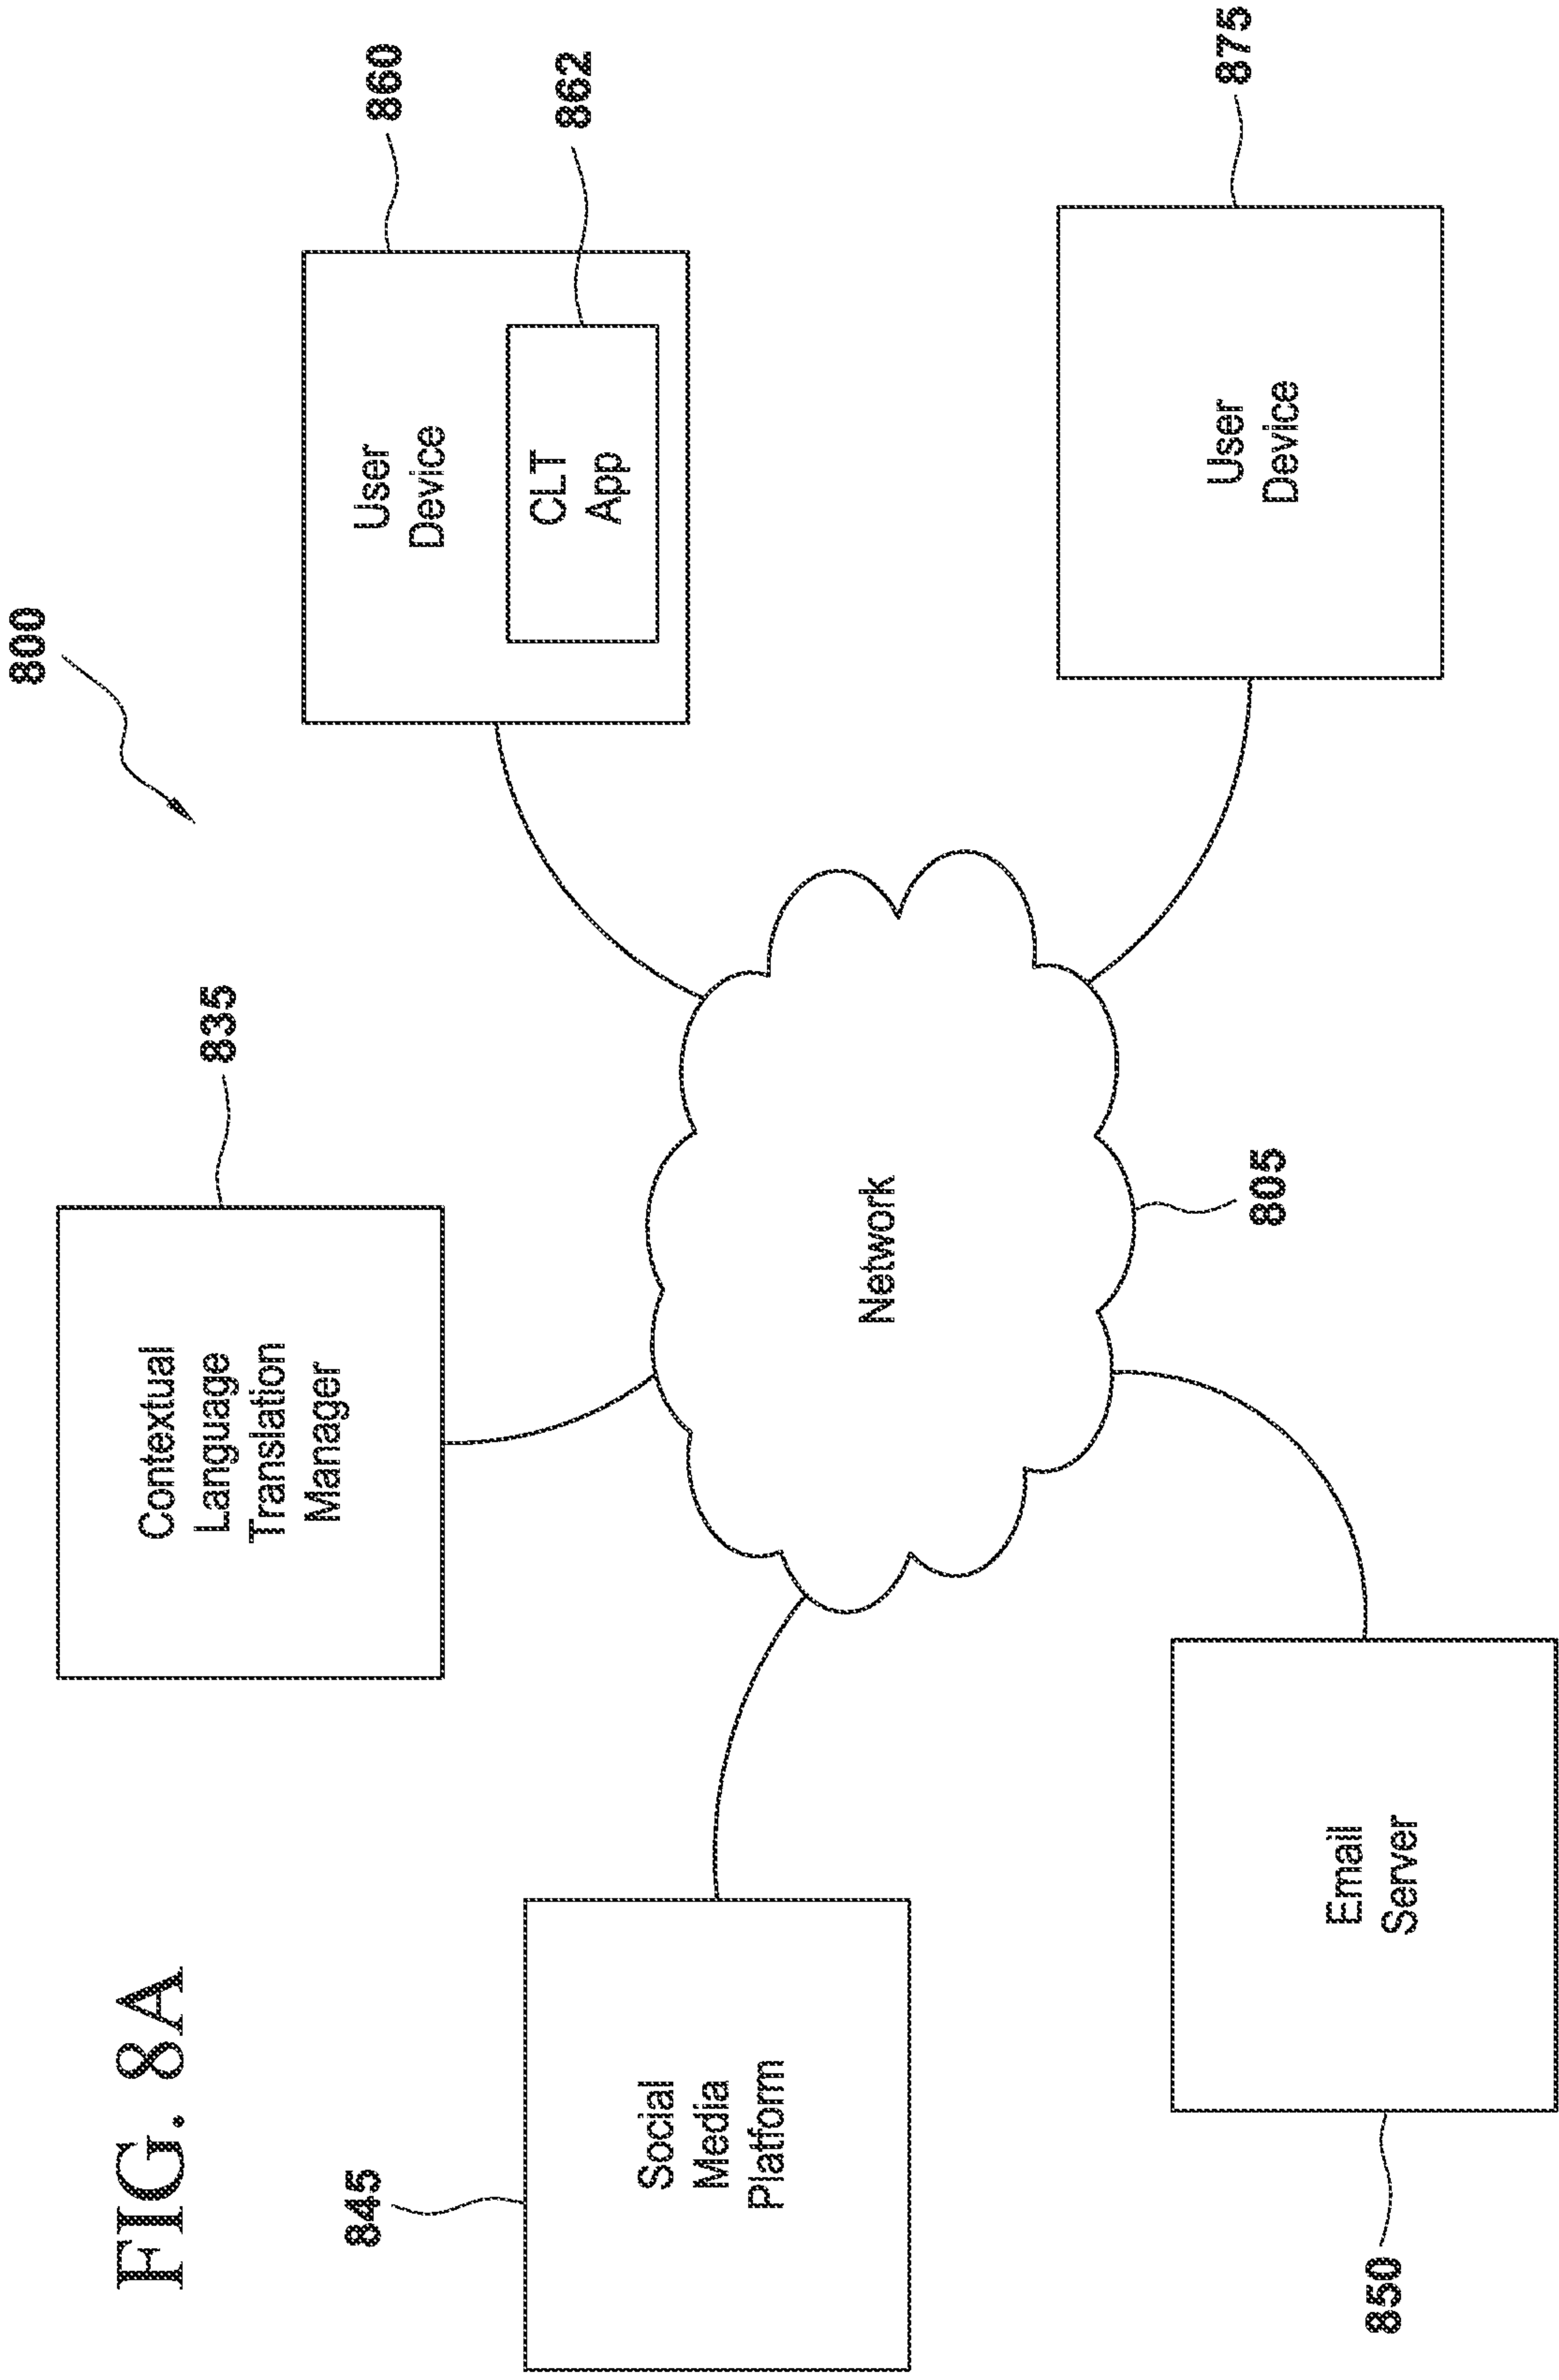 FIG. 8A
800
835
Contextual
Language
Translation
Manager
860
User
Device
862
CLT
App
845
Social
Media
Platform
Network
805
875
User
Device
850
Email
Server